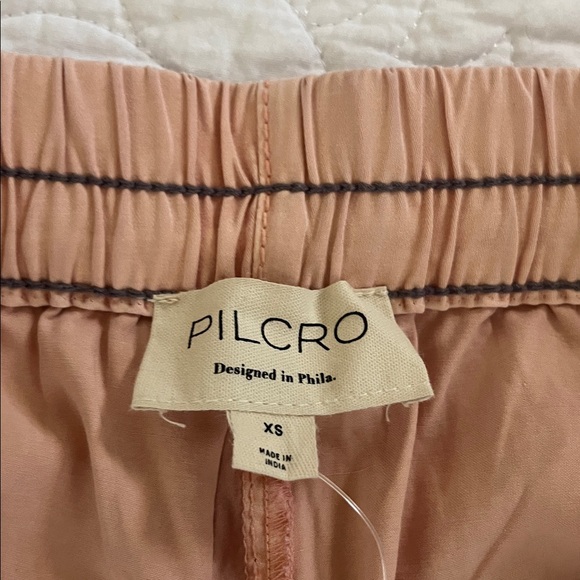 PILCRO
Designed in Phila.
XS
MADE IN
INDIA